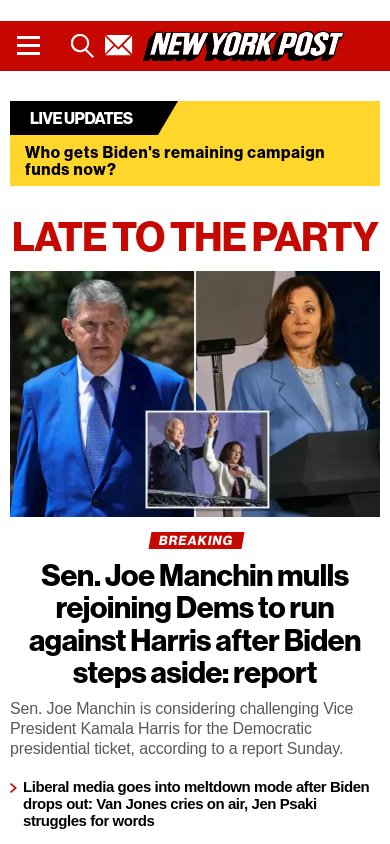 NEW YORK POST
LIVE UPDATES
Who gets Biden's remaining campaign
funds now?
LATE TO THE PARTY
BREAKING
Sen. Joe Manchin mulls
rejoining Dems to run
against Harris after Biden
steps aside: report
Sen. Joe Manchin is considering challenging Vice
President Kamala Harris for the Democratic
presidential ticket, according to a report Sunday.
Liberal media goes into meltdown mode after Biden
drops out: Van Jones cries on air, Jen Psaki
struggles for words